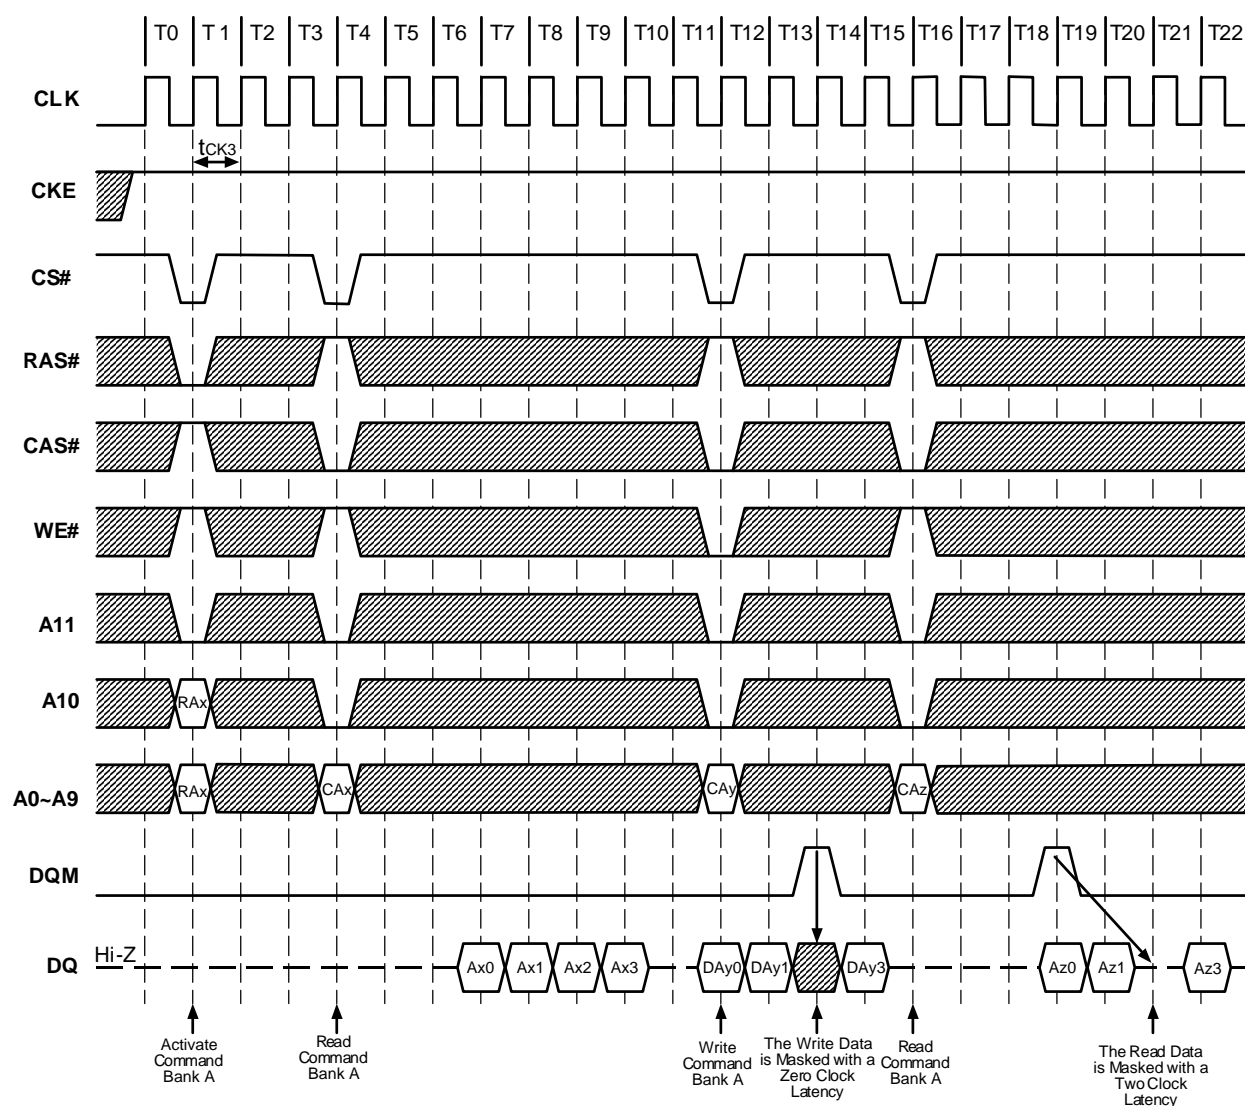 T0 T1 T2 T3 T4 T5 T6 T7 T8 T9 T10 T11 T12 T13 T14 T15 T16 T17 T18 T19 T20 T21 T22
CLK
tCK3
CKE
CS#
RAS#
CAS#
WE#
A11
A10 RAx
A0~A9 RAx CAx CAy CAz
DQM
DQ Hi-Z Ax0 Ax1 Ax2 Ax3 DAy0 DAy1 DAy3 Az0 Az1 Az3
Activate
Command
Bank A
Read
Command
Bank A
Write
Command
Bank A
The Write Data
is Masked with a
Zero Clock
Latency
Read
Command
Bank A
The Read Data
is Masked with a
Two Clock
Latency